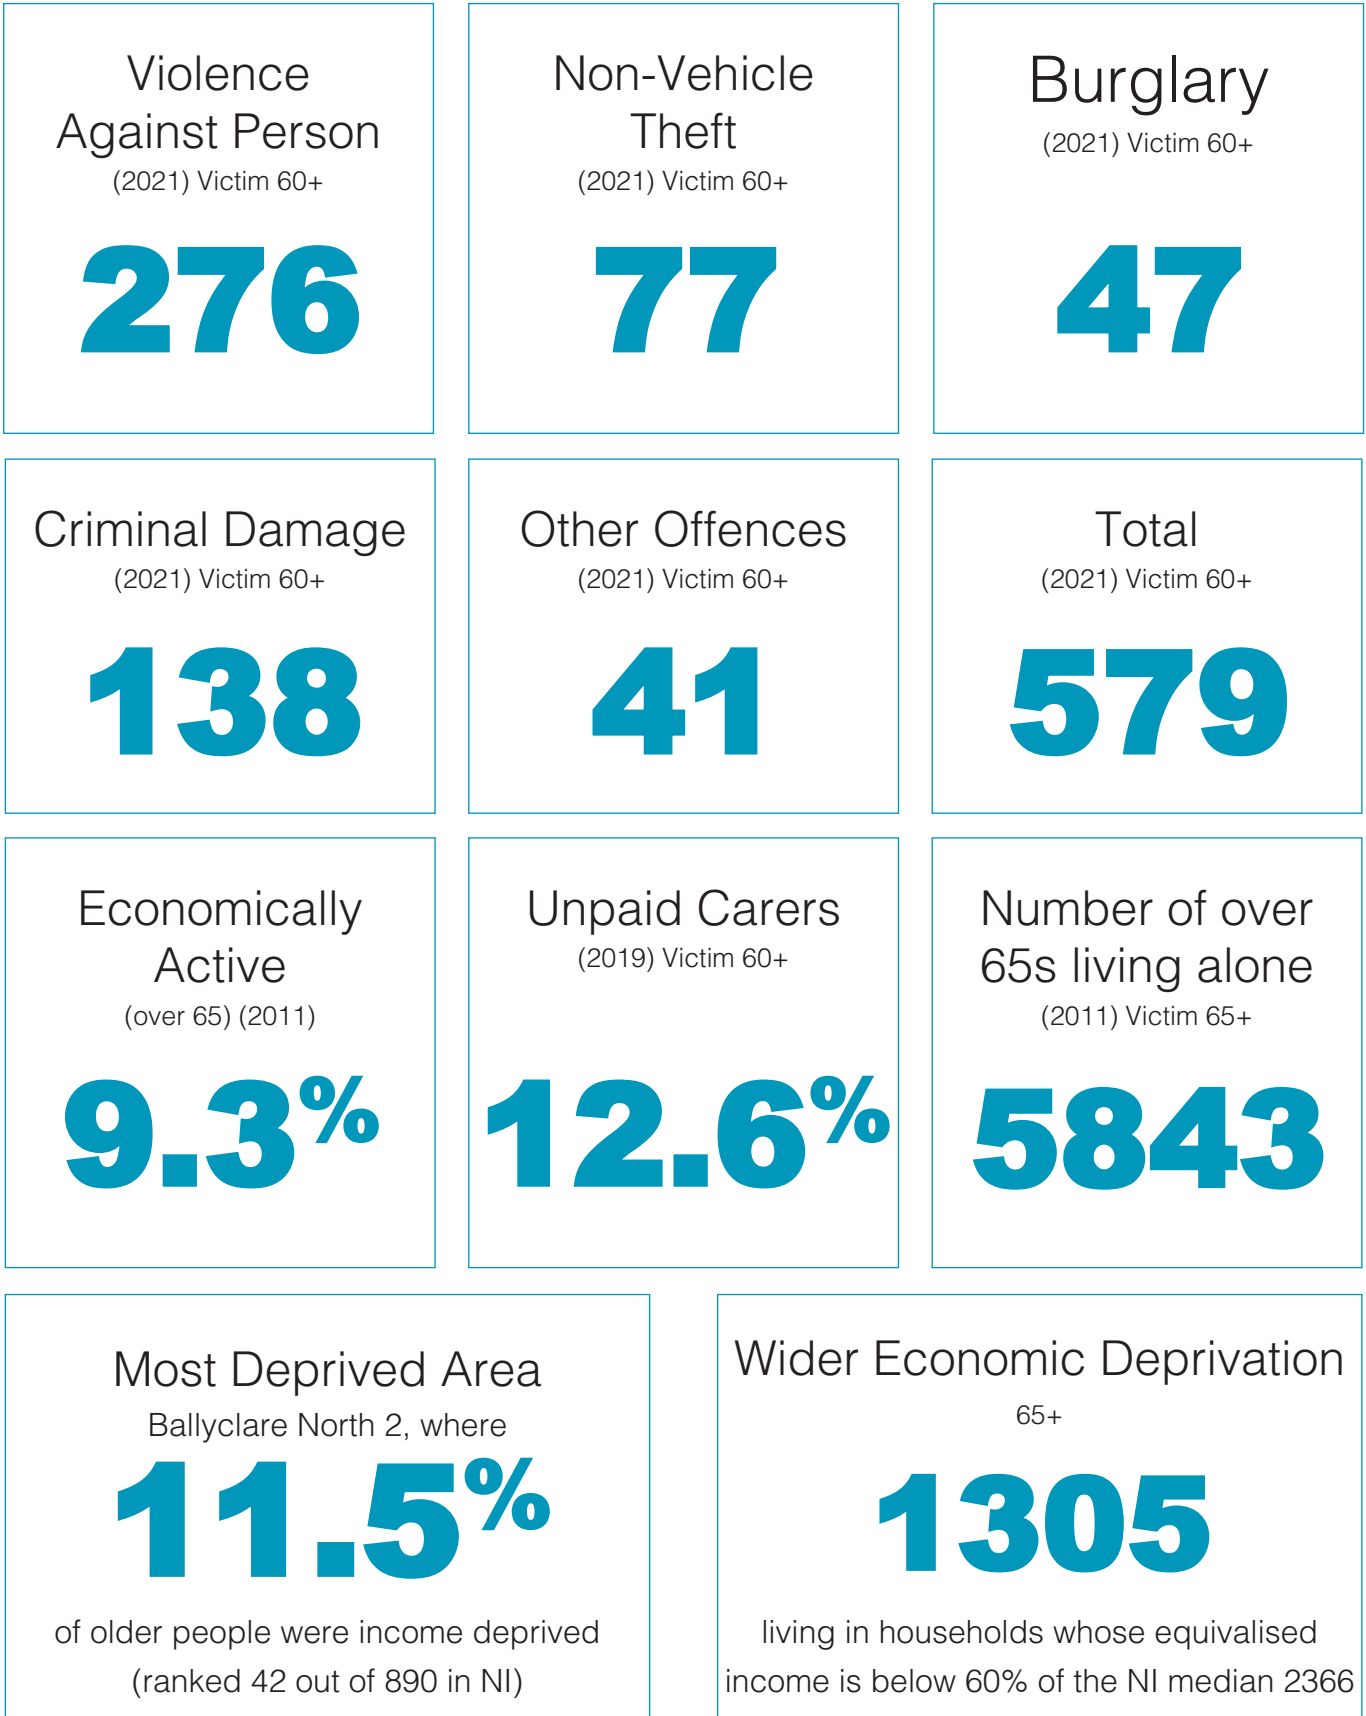 Violence
Against Person
(2021) Victim 60+
276
Non-Vehicle
Theft
(2021) Victim 60+
77
Burglary
(2021) Victim 60+
47
Criminal Damage
(2021) Victim 60+
138
Other Offences
(2021) Victim 60+
41
Total
(2021) Victim 60+
579
Economically
Active
(over 65) (2011)
9.3%
Unpaid Carers
(2019) Victim 60+
12.6%
Number of over
65s living alone
(2011) Victim 65+
5843
Most Deprived Area
Ballyclare North 2, where
11.5%
of older people were income deprived
(ranked 42 out of 890 in NI)
Wider Economic Deprivation
65+
1305
living in households whose equivalised
income is below 60% of the NI median 2366